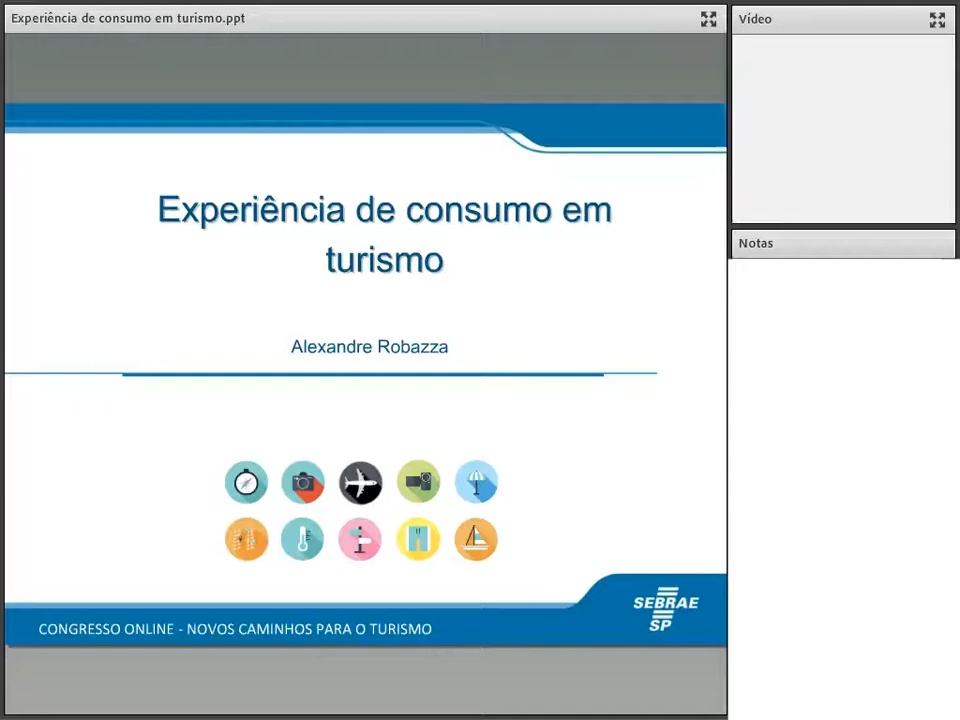 Experiência de consumo em turismo.ppt
Vídeo
Notas
Experiência de consumo em
turismo
Alexandre Robazza
CONGRESSO ONLINE - NOVOS CAMINHOS PARA O TURISMO
SEBRAE
SP